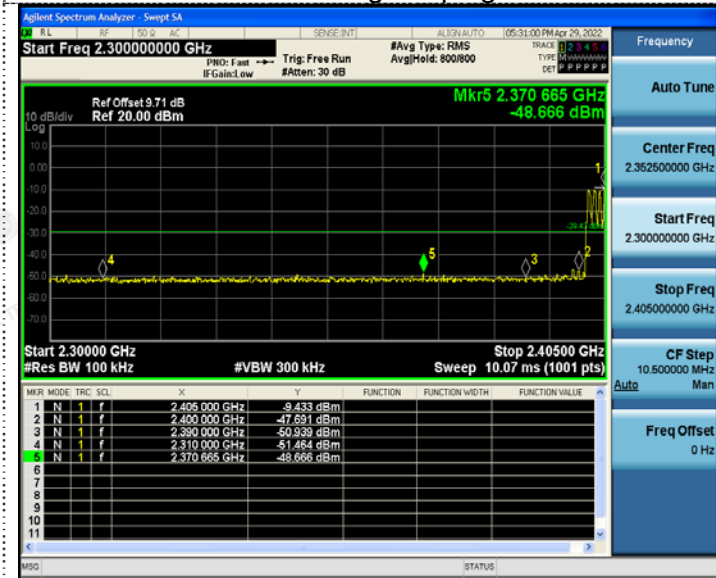 Agilent Spectrum Analyzer - Swept SA
RL RF 50 Ω AC SENSE:INT ALIGN AUTO 05:31:00 PM Apr 29, 2022
Start Freq 2.300000000 GHz
PNO: Fast Trig: Free Run
IFGain:Low #Atten: 30 dB
#Avg Type: RMS
Avg|Hold: 800/800
TRACE 1 2 3 4 5 6
TYPE M
DET P P P P P P
Frequency
Ref Offset 9.71 dB
10 dB/div Ref 20.00 dBm
Log
Mkr5 2.370 665 GHz
-48.666 dBm
10.0
0.00
-10.0
-20.0
-30.0
-40.0
-50.0
-60.0
-70.0
1
2
3
4
5
Start 2.30000 GHz
#Res BW 100 kHz
#VBW 300 kHz
Stop 2.40500 GHz
Sweep 10.07 ms (1001 pts)
MKR MODE TRC SCL X Y FUNCTION FUNCTION WIDTH FUNCTION VALUE
1 N 1 f 2.405 000 GHz -9.433 dBm
2 N 1 f 2.400 000 GHz -47.691 dBm
3 N 1 f 2.390 000 GHz -50.939 dBm
4 N 1 f 2.310 000 GHz -51.464 dBm
5 N 1 f 2.370 665 GHz -48.666 dBm
6
7
8
9
10
11
MSG STATUS
Auto Tune
Center Freq
2.352500000 GHz
Start Freq
2.300000000 GHz
Stop Freq
2.405000000 GHz
CF Step
10.500000 MHz
Auto Man
Freq Offset
0 Hz